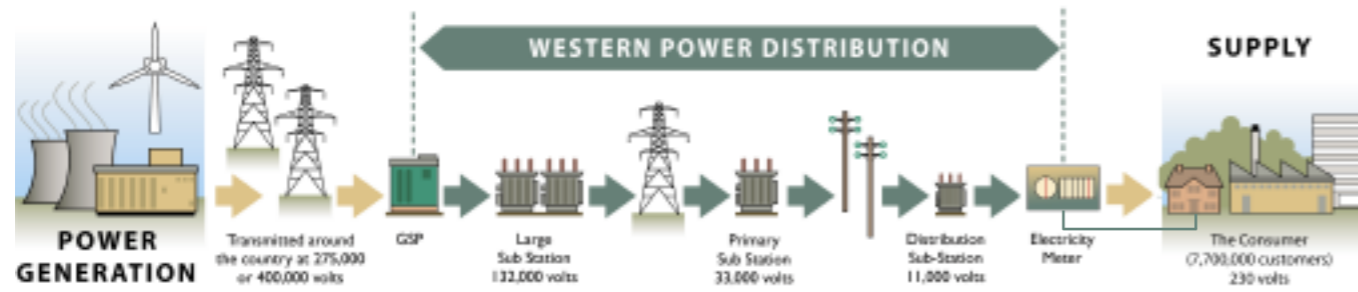 WESTERN POWER DISTRIBUTION
SUPPLY
POWER
GENERATION
Transmitted around
the country at 275,000
or 400,000 volts
GSP
Large
Sub Station
132,000 volts
Primary
Sub Station
33,000 volts
Distribution
Sub-Station
11,000 volts
Electricity
Meter
The Consumer
(7,700,000 customers)
230 volts